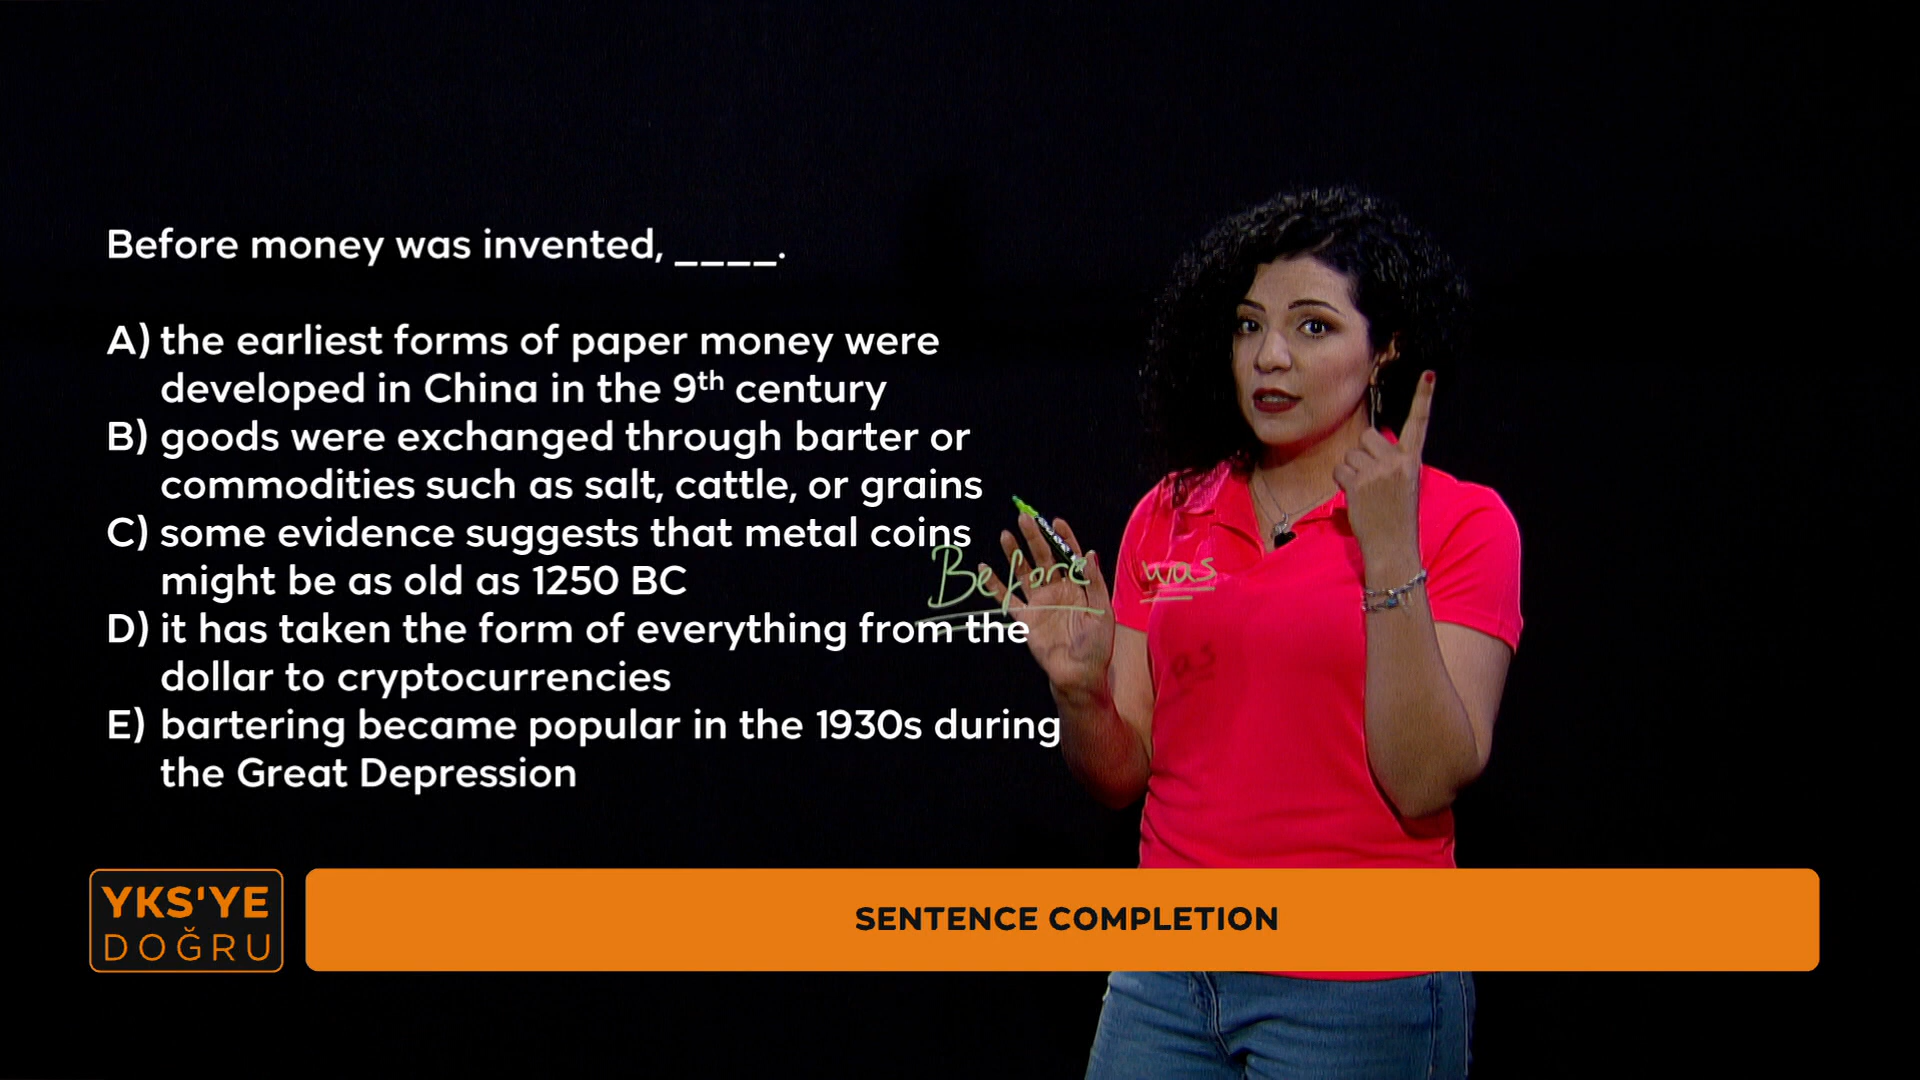 Before money was invented, ____.
A) the earliest forms of paper money were
developed in China in the 9th century
B) goods were exchanged through barter or
commodities such as salt, cattle, or grains
C) some evidence suggests that metal coins
might be as old as 1250 BC
D) it has taken the form of everything from the
dollar to cryptocurrencies
E) bartering became popular in the 1930s during
the Great Depression
Before was
YKS'YE
DOĞRU
SENTENCE COMPLETION